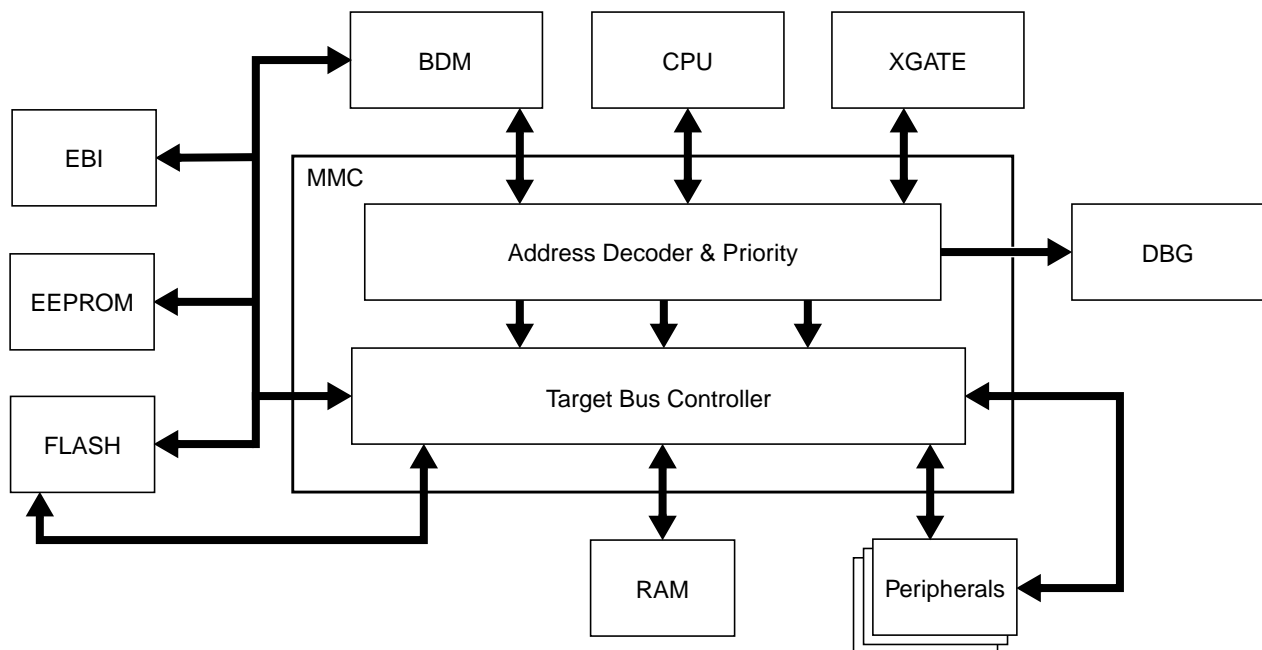 BDM
CPU
XGATE
EBI
MMC
Address Decoder & Priority
DBG
EEPROM
Target Bus Controller
FLASH
RAM
Peripherals